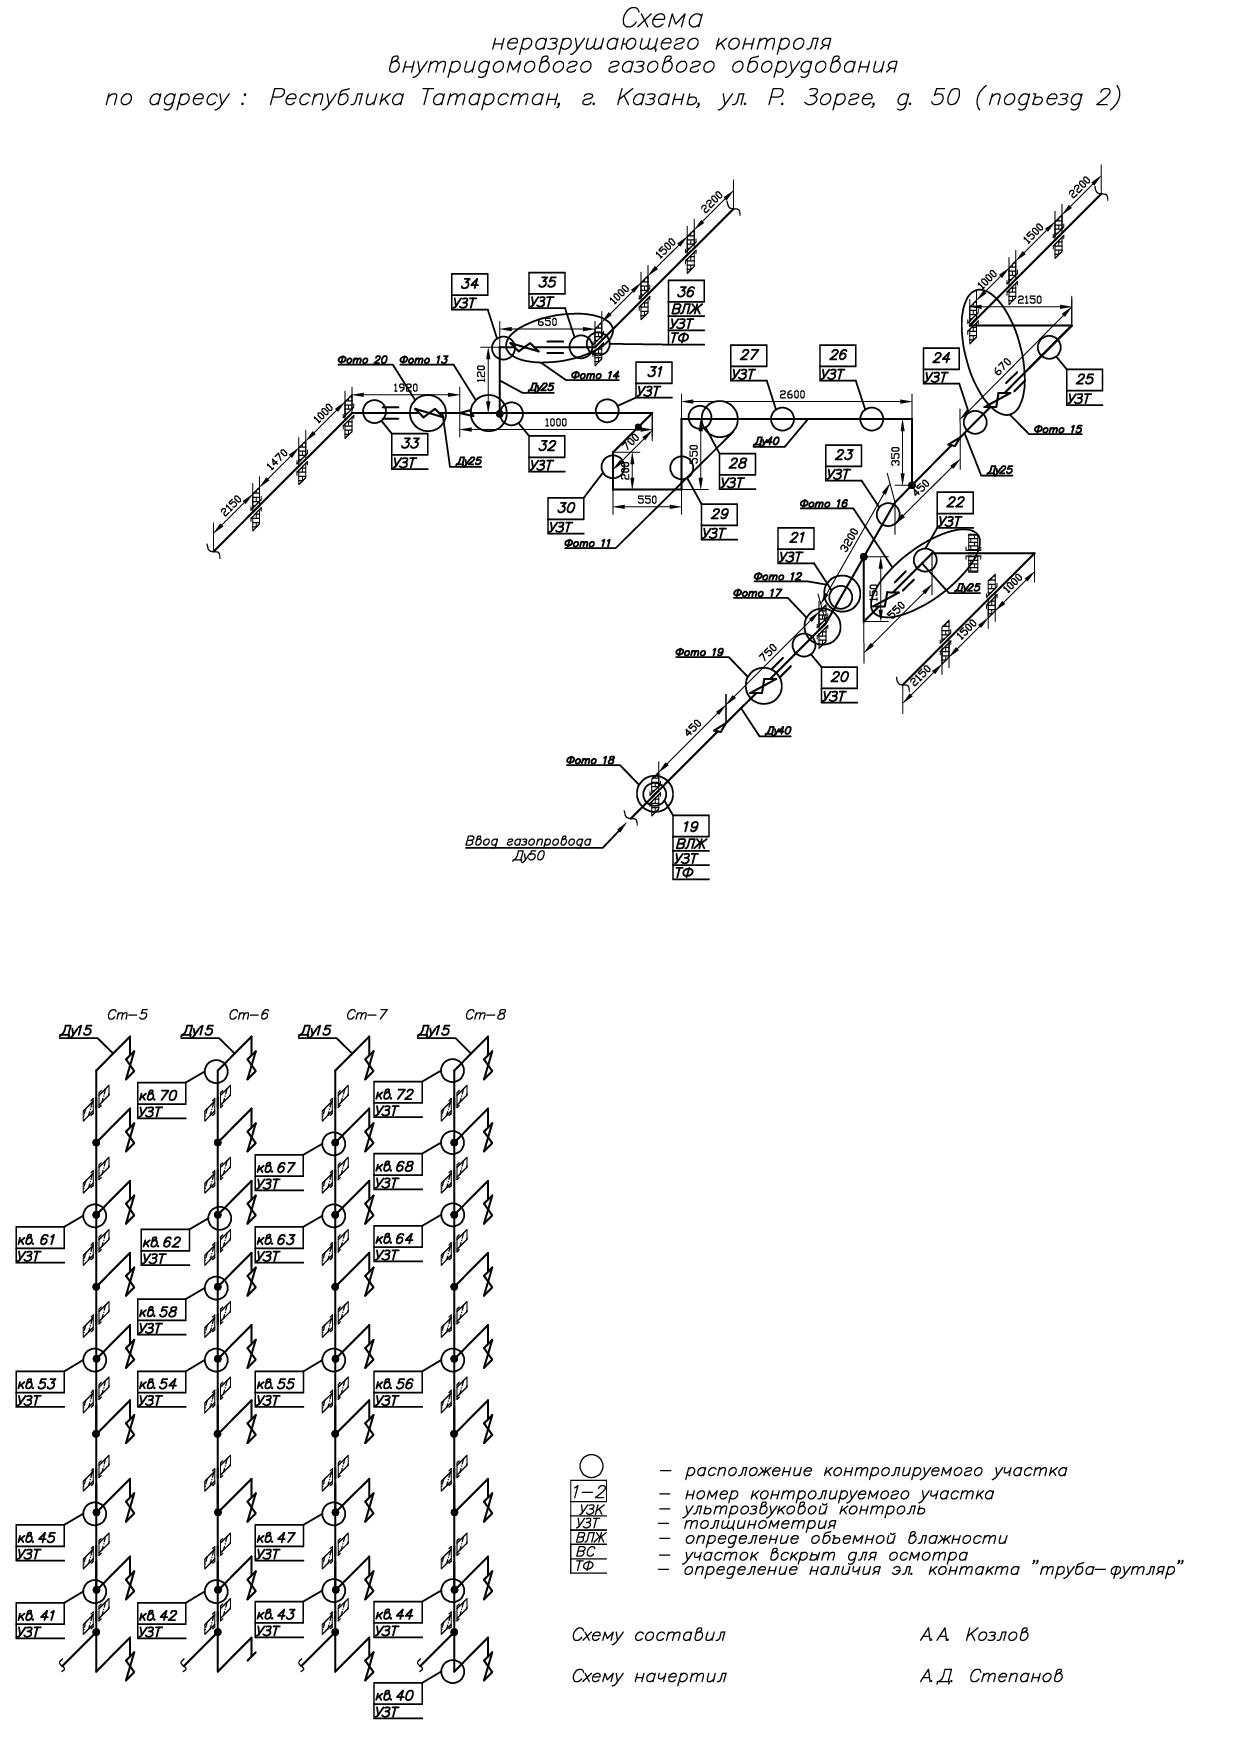 Схема
неразрушающего контроля
внутридомового газового оборудования
по адресу : Республика Татарстан, г. Казань, ул. Р. Зорге, д. 50 (подъезд 2)
2200
1500
1000
34
УЗТ
35
УЗТ
36
ВЛЖ
УЗТ
ТФ
650
Фото 20
Фото 13
Фото 14
120
Ду25
1920
1000
1470
2150
33
УЗТ
Ду25
32
УЗТ
1000
31
УЗТ
700
200
550
30
УЗТ
Фото 11
29
УЗТ
28
УЗТ
550
27
УЗТ
26
УЗТ
2600
Ду40
350
2200
1500
1000
2150
24
УЗТ
670
25
УЗТ
Фото 15
Ду25
450
23
УЗТ
Фото 16
22
УЗТ
21
УЗТ
3200
Фото 12
Фото 17
150
550
Ду25
1000
1500
2150
20
УЗТ
750
Фото 19
Ду40
450
Фото 18
19
ВЛЖ
УЗТ
ТФ
Ввод газопровода
Ду50
Ст-5
Ст-6
Ст-7
Ст-8
Ду15
Ду15
Ду15
Ду15
кв. 70
УЗТ
кв. 72
УЗТ
кв. 67
УЗТ
кв. 68
УЗТ
кв. 61
УЗТ
кв. 62
УЗТ
кв. 63
УЗТ
кв. 64
УЗТ
кв. 58
УЗТ
кв. 53
УЗТ
кв. 54
УЗТ
кв. 55
УЗТ
кв. 56
УЗТ
кв. 45
УЗТ
кв. 47
УЗТ
кв. 41
УЗТ
кв. 42
УЗТ
кв. 43
УЗТ
кв. 44
УЗТ
кв. 40
УЗТ
– расположение контролируемого участка
1-2 – номер контролируемого участка
УЗК – ультрозвуковой контроль
УЗТ – толщинометрия
ВЛЖ – определение объемной влажности
ВС – участок вскрыт для осмотра
ТФ – определение наличия эл. контакта "труба-футляр"
Схему составил А.А. Козлов
Схему начертил А.Д. Степанов